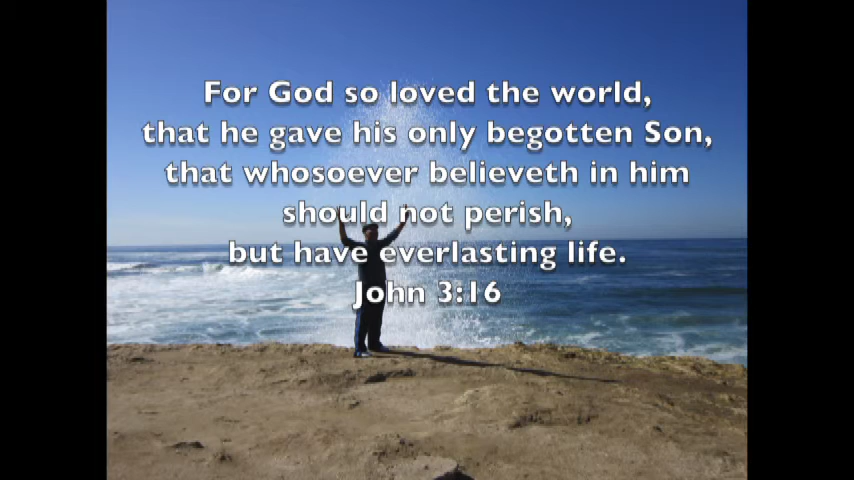 For God so loved the world,
that he gave his only begotten Son,
that whosoever believeth in him
should not perish,
but have everlasting life.
John 3:16